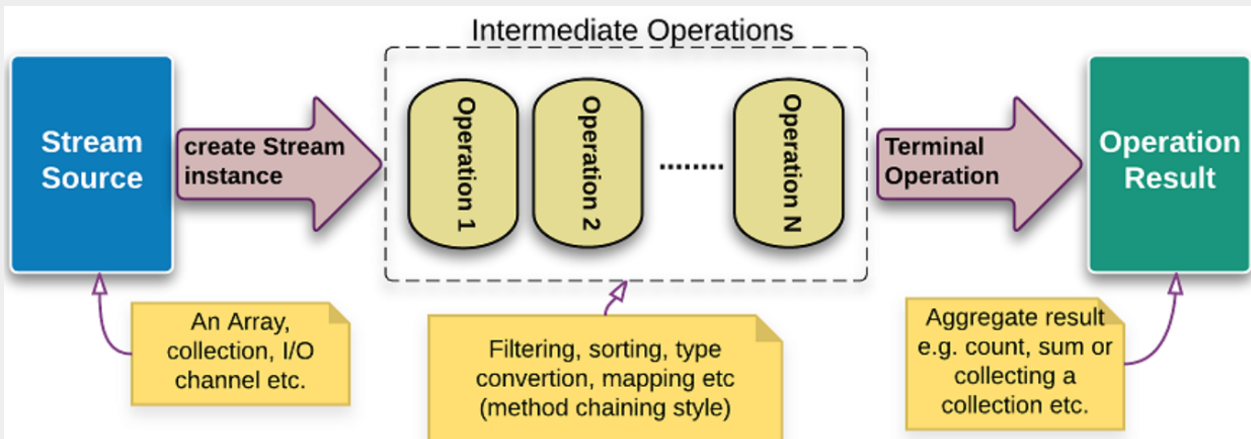 Intermediate Operations
Stream
Source
create Stream
instance
Operation 1
Operation 2
........
Operation N
Terminal
Operation
Operation
Result
An Array,
collection, I/O
channel etc.
Filtering, sorting, type
convertion, mapping etc
(method chaining style)
Aggregate result
e.g. count, sum or
collecting a
collection etc.